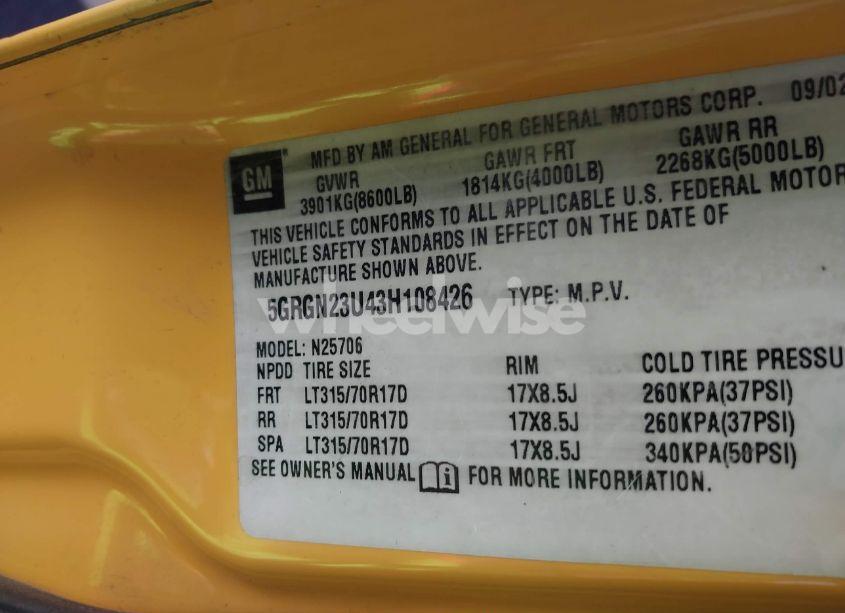 GM
MFD BY AM GENERAL FOR GENERAL MOTORS CORP. 09/02
GVWR GAWR FRT GAWR RR
3901KG(8600LB) 1814KG(4000LB) 2268KG(5000LB)
THIS VEHICLE CONFORMS TO ALL APPLICABLE U.S. FEDERAL MOTOR
VEHICLE SAFETY STANDARDS IN EFFECT ON THE DATE OF
MANUFACTURE SHOWN ABOVE.
5GRGN23U43H108426 TYPE: M.P.V.
wheelwise
MODEL: N25706
NPDD TIRE SIZE RIM COLD TIRE PRESSU
FRT LT315/70R17D 17X8.5J 260KPA(37PSI)
RR LT315/70R17D 17X8.5J 260KPA(37PSI)
SPA LT315/70R17D 17X8.5J 340KPA(50PSI)
SEE OWNER'S MANUAL i FOR MORE INFORMATION.